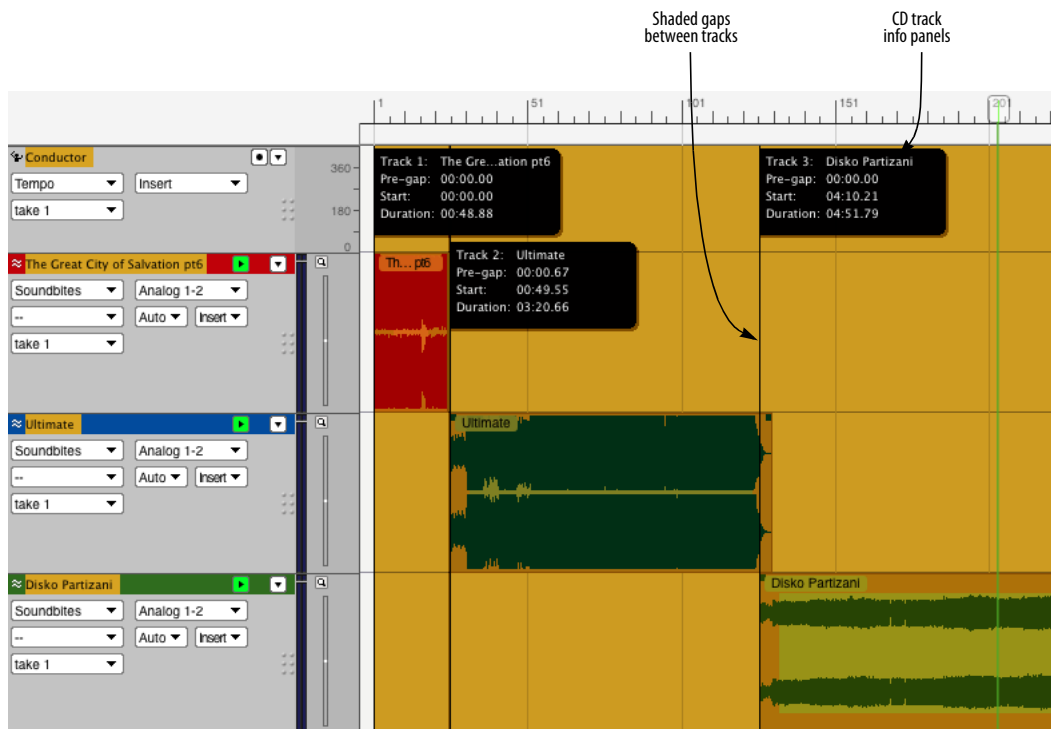 Shaded gaps
between tracks
CD track
info panels
1 51 101 151 201
Conductor
Tempo Insert
take 1
360
180
0
Track 1: The Gre...ation pt6
Pre-gap: 00:00.00
Start: 00:00.00
Duration: 00:48.88
Track 3: Disko Partizani
Pre-gap: 00:00.00
Start: 04:10.21
Duration: 04:51.79
The Great City of Salvation pt6
Soundbites Analog 1-2
-- Auto Insert
take 1
Th... pt6
Track 2: Ultimate
Pre-gap: 00:00.67
Start: 00:49.55
Duration: 03:20.66
Ultimate
Soundbites Analog 1-2
-- Auto Insert
take 1
Ultimate
Disko Partizani
Soundbites Analog 1-2
-- Auto Insert
take 1
Disko Partizani